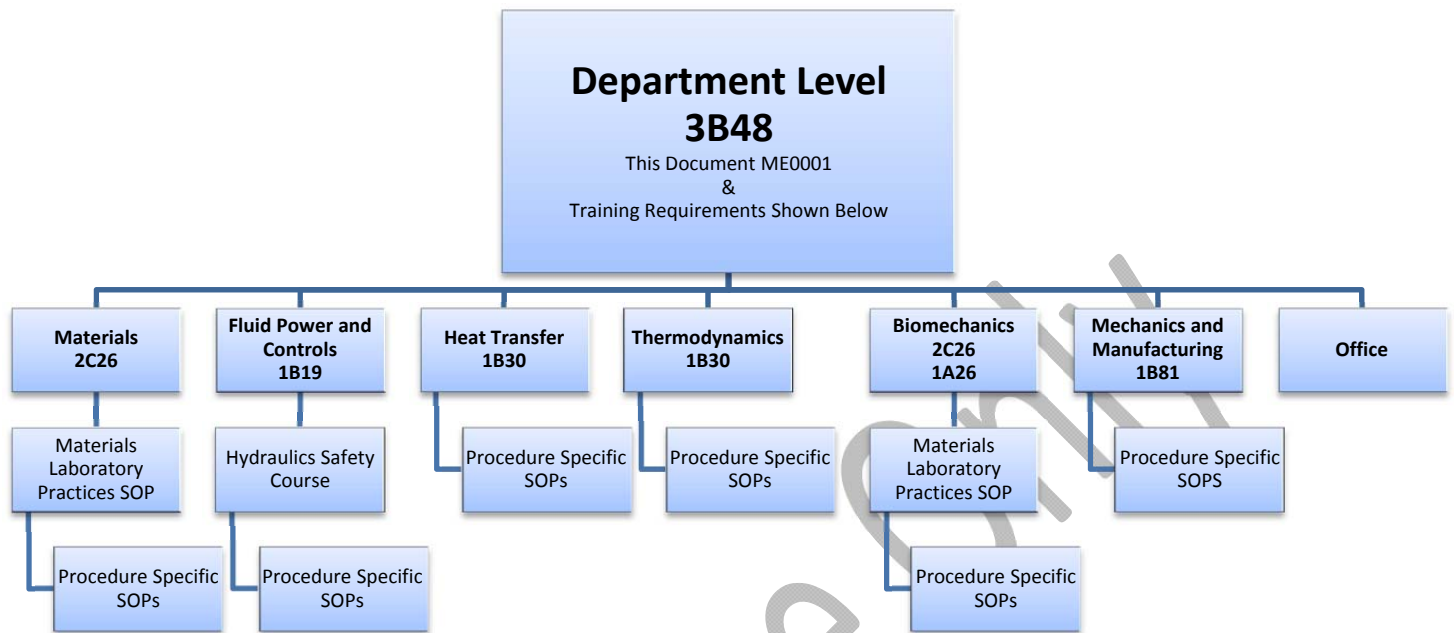 Department Level
3B48
This Document ME0001
&
Training Requirements Shown Below
Materials
2C26
Fluid Power and
Controls
1B19
Heat Transfer
1B30
Thermodynamics
1B30
Biomechanics
2C26
1A26
Mechanics and
Manufacturing
1B81
Office
Materials
Laboratory
Practices SOP
Hydraulics Safety
Course
Procedure Specific
SOPs
Procedure Specific
SOPs
Materials
Laboratory
Practices SOP
Procedure Specific
SOPS
Procedure Specific
SOPs
Procedure Specific
SOPs
Procedure Specific
SOPs
Only